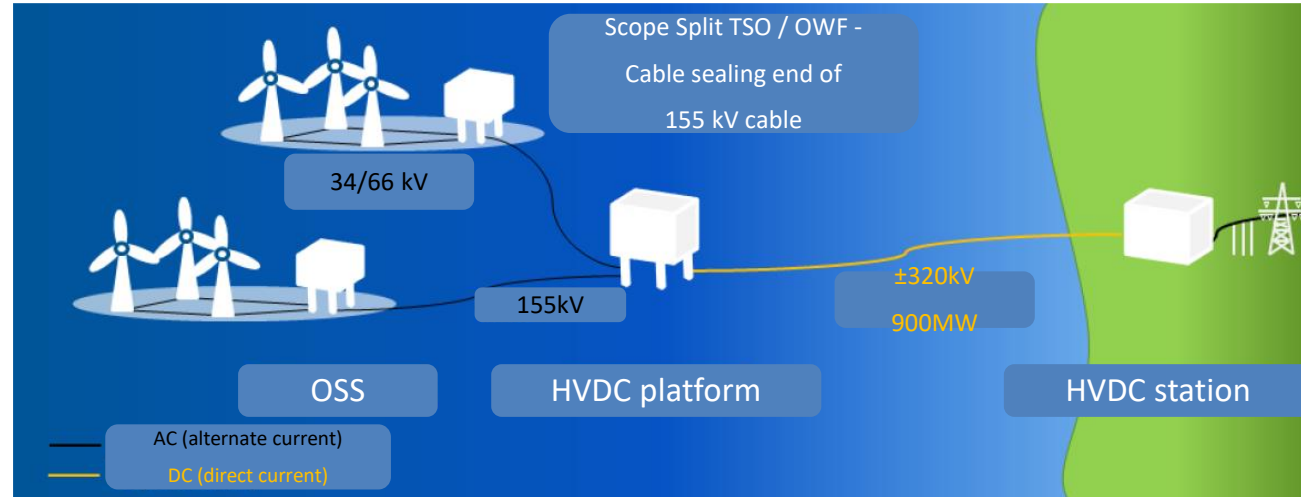 Scope Split TSO / OWF -
Cable sealing end of
155 kV cable
34/66 kV
155kV
±320kV
900MW
OSS
HVDC platform
HVDC station
AC (alternate current)
DC (direct current)